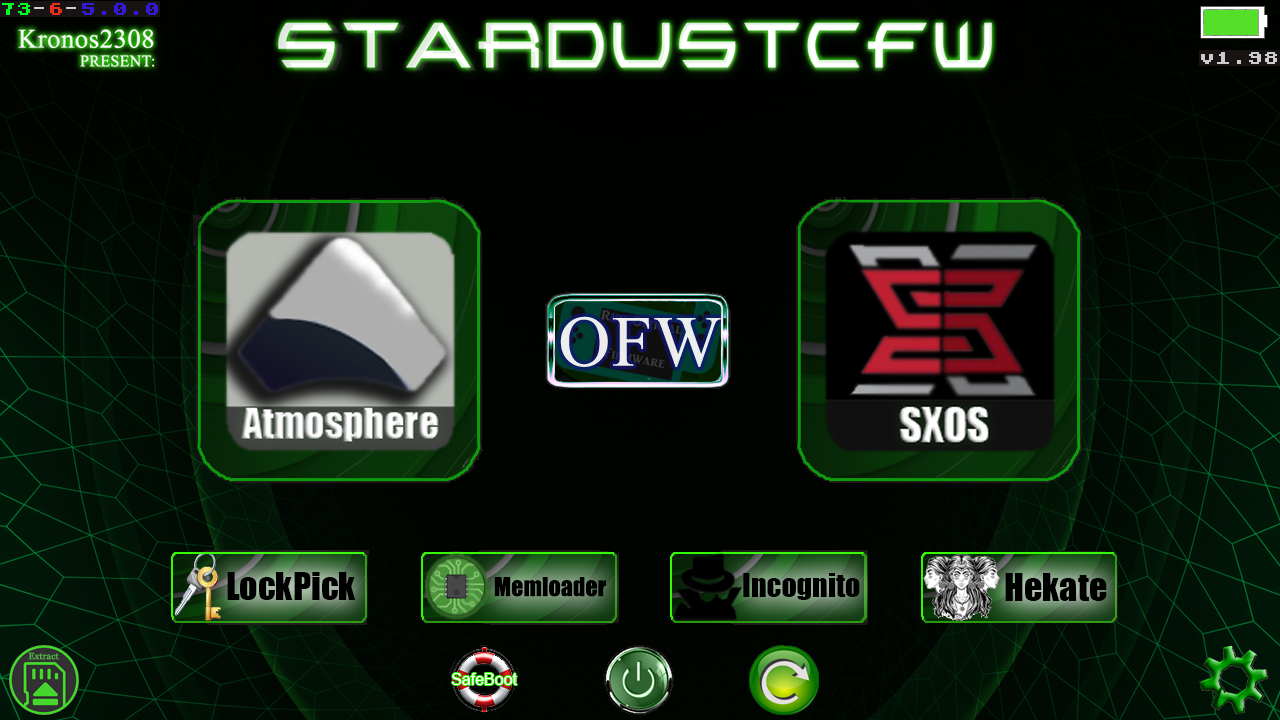 73-6-5.0.0
Kronos2308
PRESENT:
STARDUSTCFW
v1.98
Atmosphere
OFW
SXOS
LockPick
Memloader
Incognito
Hekate
Extract
SafeBoot